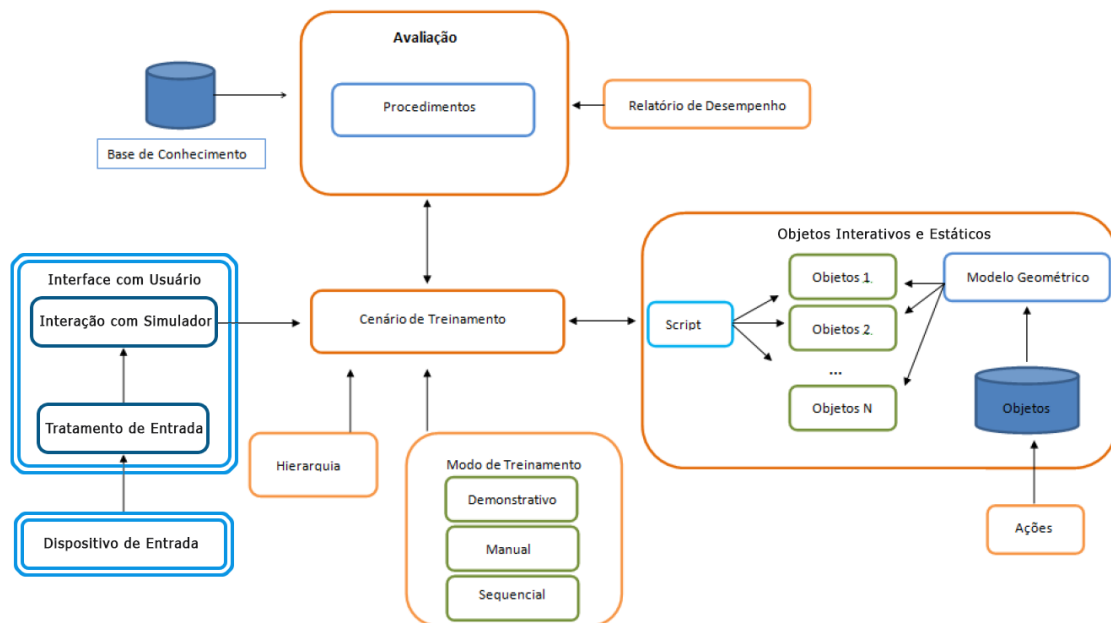 Avaliação
Procedimentos
Base de Conhecimento
Relatório de Desempenho
Interface com Usuário
Interação com Simulador
Tratamento de Entrada
Dispositivo de Entrada
Cenário de Treinamento
Hierarquia
Modo de Treinamento
Demonstrativo
Manual
Sequencial
Objetos Interativos e Estáticos
Script
Objetos 1.
Objetos 2.
...
Objetos N
Modelo Geométrico
Objetos
Ações